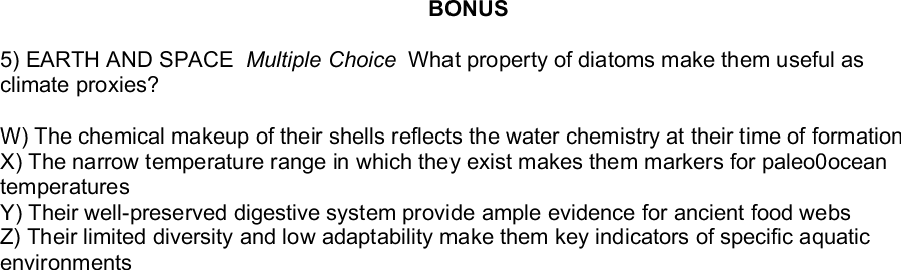 BONUS
5) EARTH AND SPACE Multiple Choice What property of diatoms make them useful as
climate proxies?
W) The chemical makeup of their shells reflects the water chemistry at their time of formation
X) The narrow temperature range in which they exist makes them markers for paleo0ocean
temperatures
Y) Their well-preserved digestive system provide ample evidence for ancient food webs
Z) Their limited diversity and low adaptability make them key indicators of specific aquatic
environments